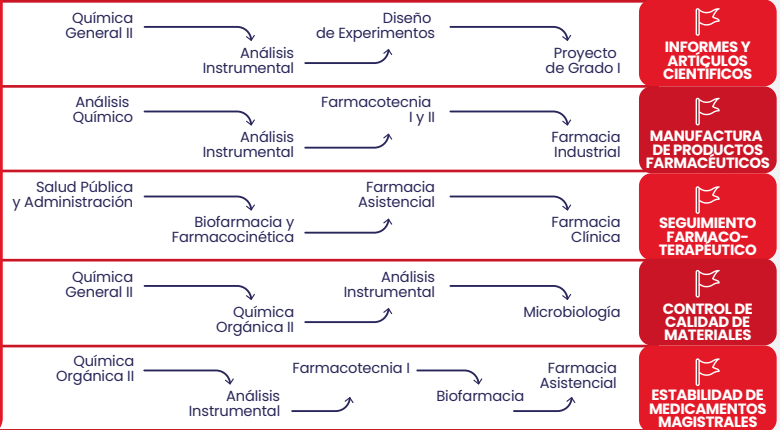 Química
General II
Análisis
Instrumental
Diseño
de Experimentos
Proyecto
de Grado I
INFORMES Y
ARTÍCULOS
CIENTÍFICOS
Análisis
Químico
Análisis
Instrumental
Farmacotecnia
I y II
Farmacia
Industrial
MANUFACTURA
DE PRODUCTOS
FARMACÉUTICOS
Salud Pública
y Administración
Biofarmacia y
Farmacocinética
Farmacia
Asistencial
Farmacia
Clínica
SEGUIMIENTO
FARMACO-
TERAPÉUTICO
Química
General II
Química
Orgánica II
Análisis
Instrumental
Microbiología
CONTROL DE
CALIDAD DE
MATERIALES
Química
Orgánica II
Análisis
Instrumental
Farmacotecnia I
Biofarmacia
Farmacia
Asistencial
ESTABILIDAD DE
MEDICAMENTOS
MAGISTRALES